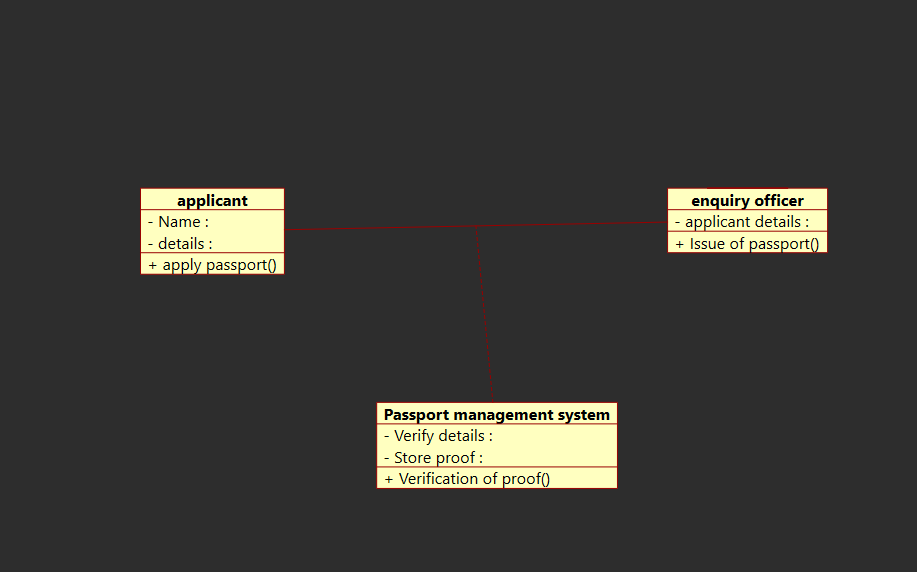 applicant
- Name :
- details :
+ apply passport()
enquiry officer
- applicant details :
+ Issue of passport()
Passport management system
- Verify details :
- Store proof :
+ Verification of proof()